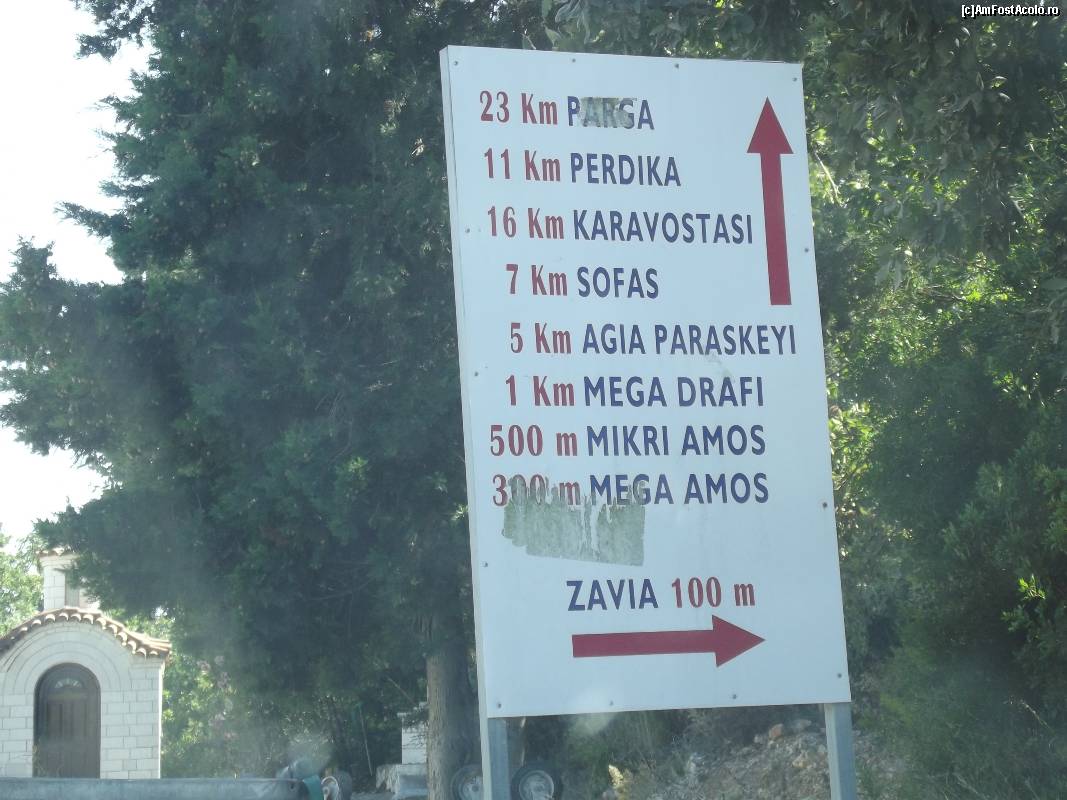 [c]AmFostAcolo.ro
23 Km PARGA
11 Km PERDIKA
16 Km KARAVOSTASI
7 Km SOFAS
5 Km AGIA PARASKEYI
1 Km MEGA DRAFI
500 m MIKRI AMOS
300 m MEGA AMOS
ZAVIA 100 m